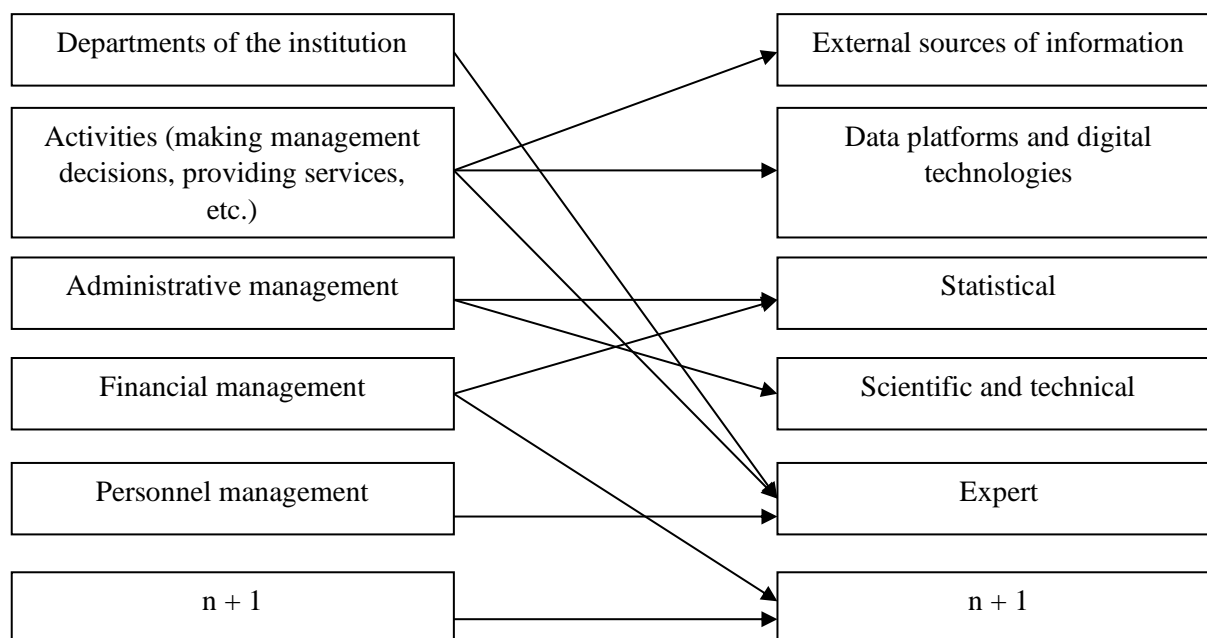 Departments of the institution
External sources of information
Activities (making management
decisions, providing services,
etc.)
Data platforms and digital
technologies
Administrative management
Statistical
Financial management
Scientific and technical
Personnel management
Expert
n + 1
n + 1